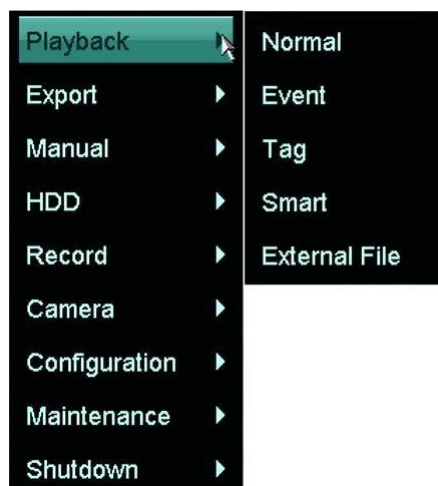 Playback
Export
Manual
HDD
Record
Camera
Configuration
Maintenance
Shutdown
Normal
Event
Tag
Smart
External File